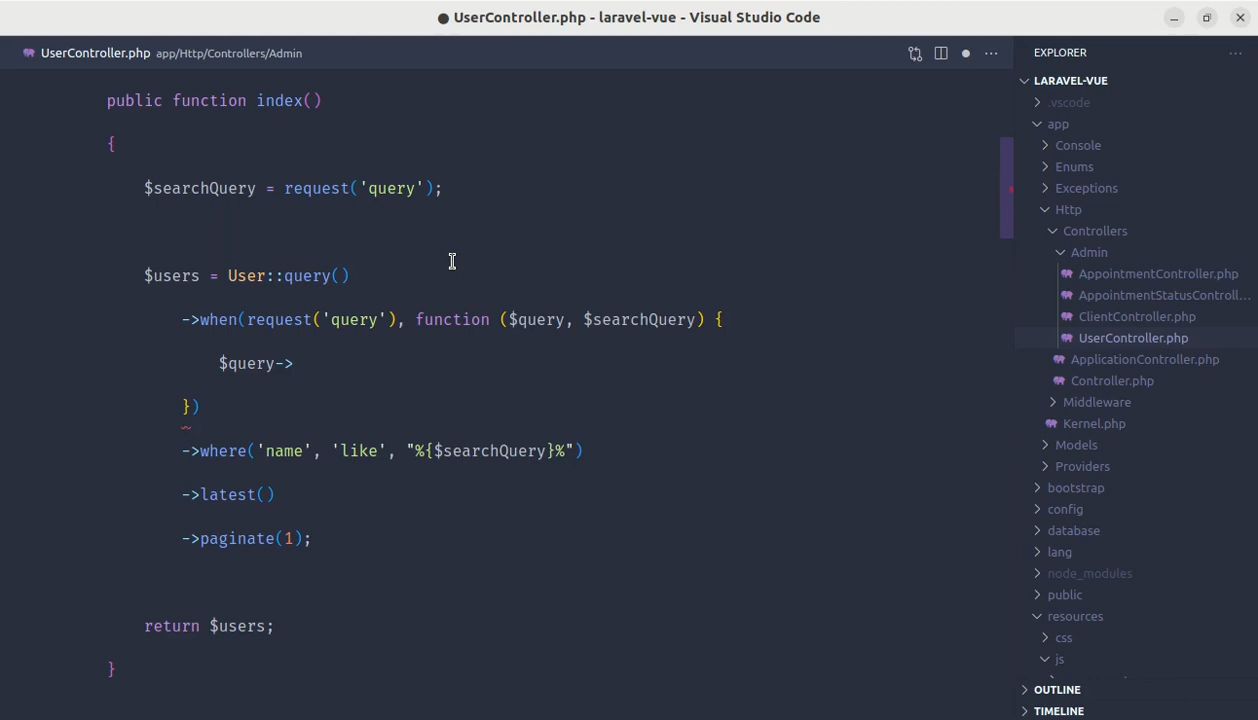 ● UserController.php - laravel-vue - Visual Studio Code
UserController.php app/Http/Controllers/Admin
public function index()
{
$searchQuery = request('query');
$users = User::query()
->when(request('query'), function ($query, $searchQuery) {
$query->
})
->where('name', 'like', "%{$searchQuery}%")
->latest()
->paginate(1);
return $users;
}
EXPLORER
LARAVEL-VUE
.vscode
app
Console
Enums
Exceptions
Http
Controllers
Admin
AppointmentController.php
AppointmentStatusControll...
ClientController.php
UserController.php
ApplicationController.php
Controller.php
Middleware
Kernel.php
Models
Providers
bootstrap
config
database
lang
node_modules
public
resources
css
js
OUTLINE
TIMELINE